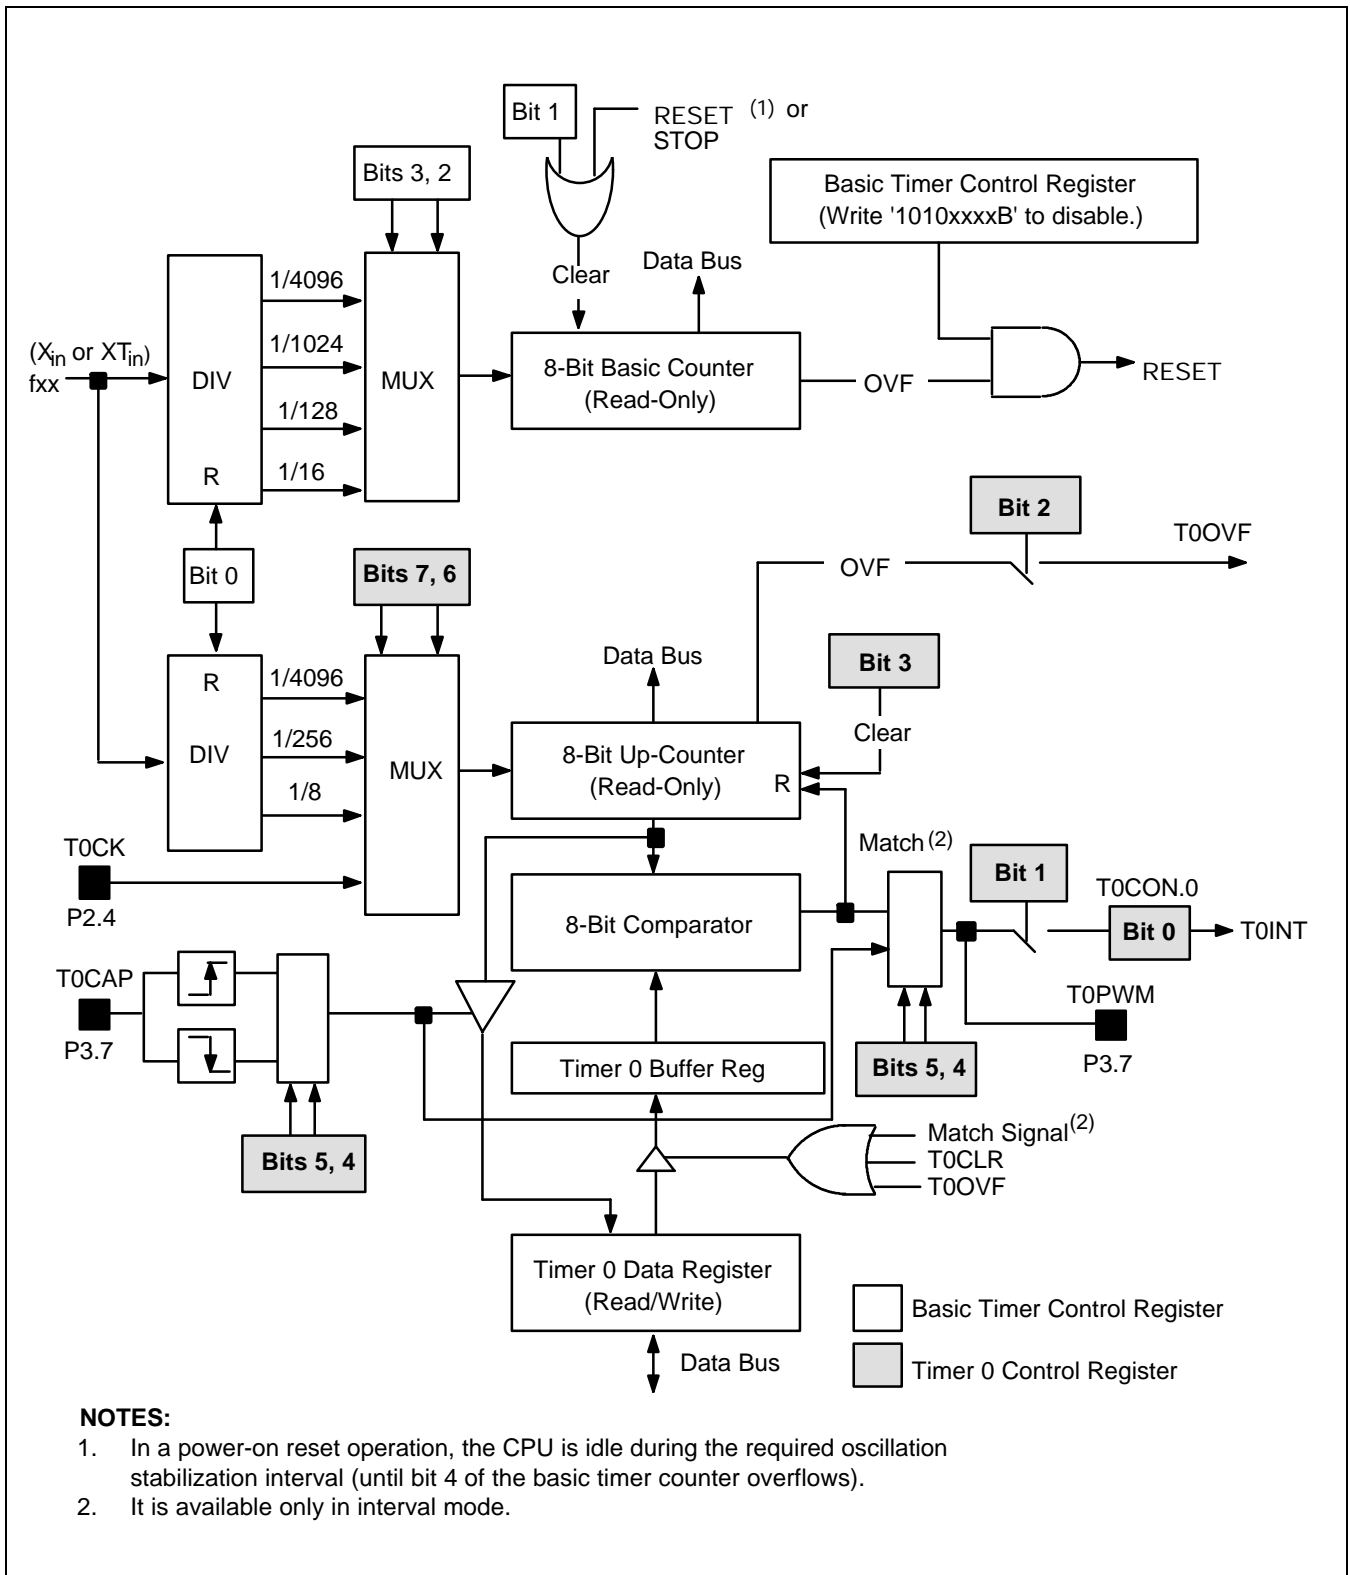 Bit 1
RESET (1) or
STOP
Bits 3, 2
Basic Timer Control Register
(Write '1010xxxxB' to disable.)
Clear
Data Bus
1/4096
1/1024
1/128
1/16
(Xin or XTin)
fxx
DIV
R
MUX
8-Bit Basic Counter
(Read-Only)
OVF
RESET
Bit 2
T0OVF
Bit 0
Bits 7, 6
OVF
Data Bus
Bit 3
R
1/4096
1/256
1/8
DIV
MUX
8-Bit Up-Counter
(Read-Only)
R
Clear
T0CK
P2.4
Match (2)
Bit 1
T0CON.0
8-Bit Comparator
Bit 0
T0INT
T0CAP
P3.7
T0PWM
P3.7
Timer 0 Buffer Reg
Bits 5, 4
Bits 5, 4
Match Signal(2)
T0CLR
T0OVF
Timer 0 Data Register
(Read/Write)
Data Bus
Basic Timer Control Register
Timer 0 Control Register
NOTES:
1. In a power-on reset operation, the CPU is idle during the required oscillation
stabilization interval (until bit 4 of the basic timer counter overflows).
2. It is available only in interval mode.